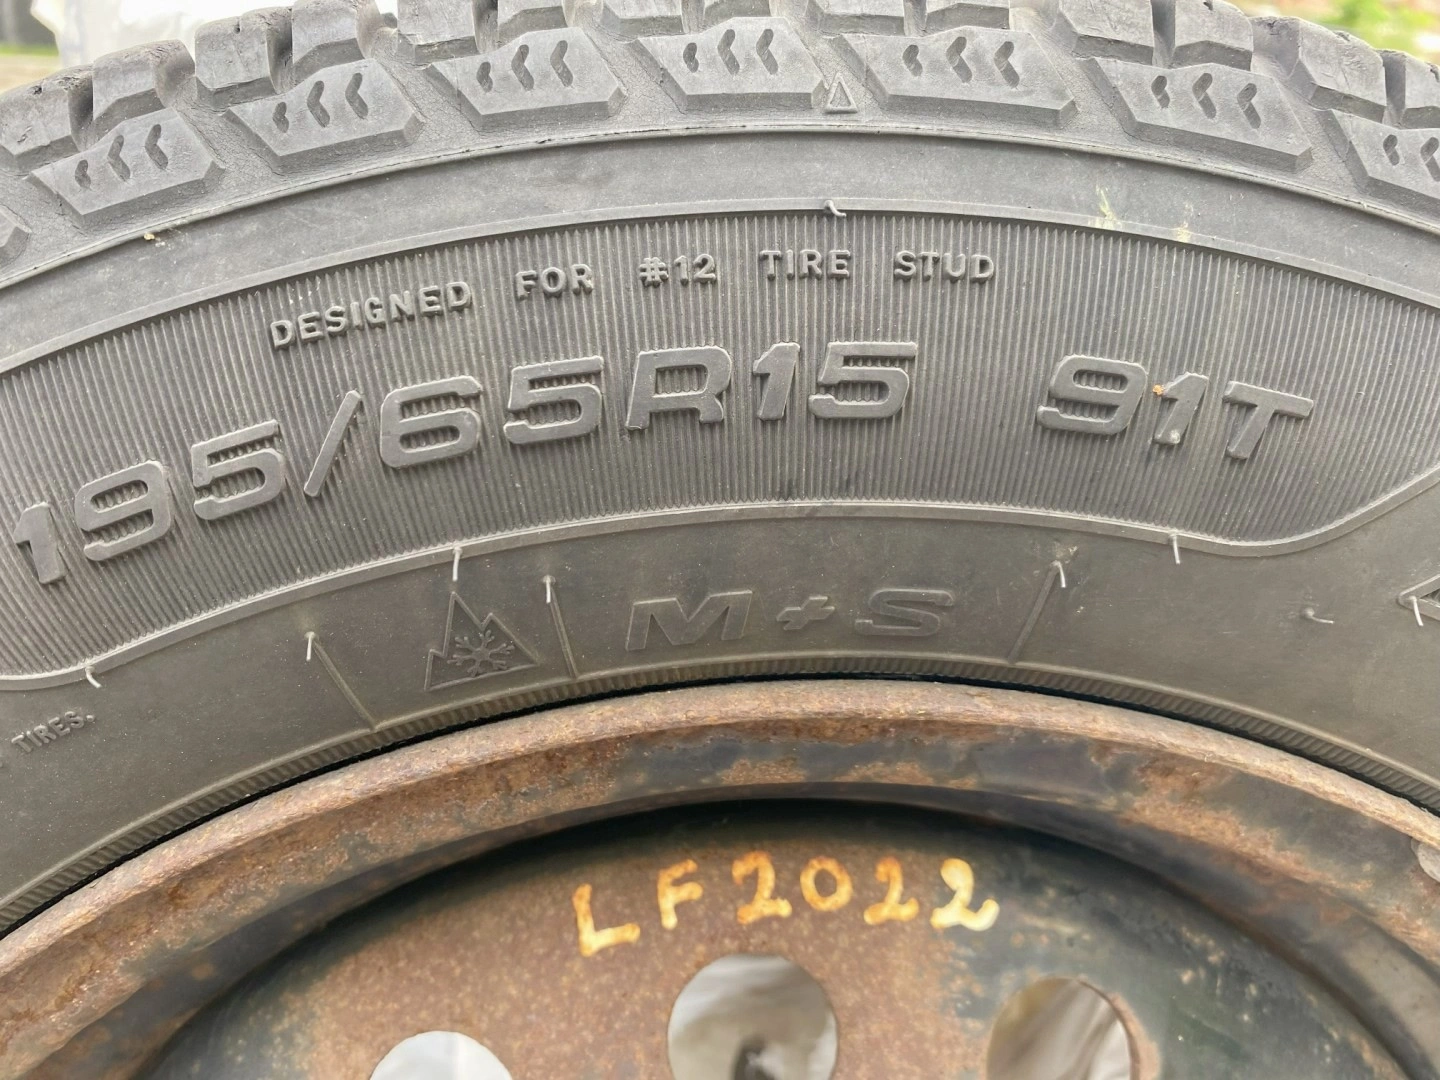 DESIGNED FOR #12 TIRE STUD
195/65R15 91T
M+S
TIRES.
LF2022